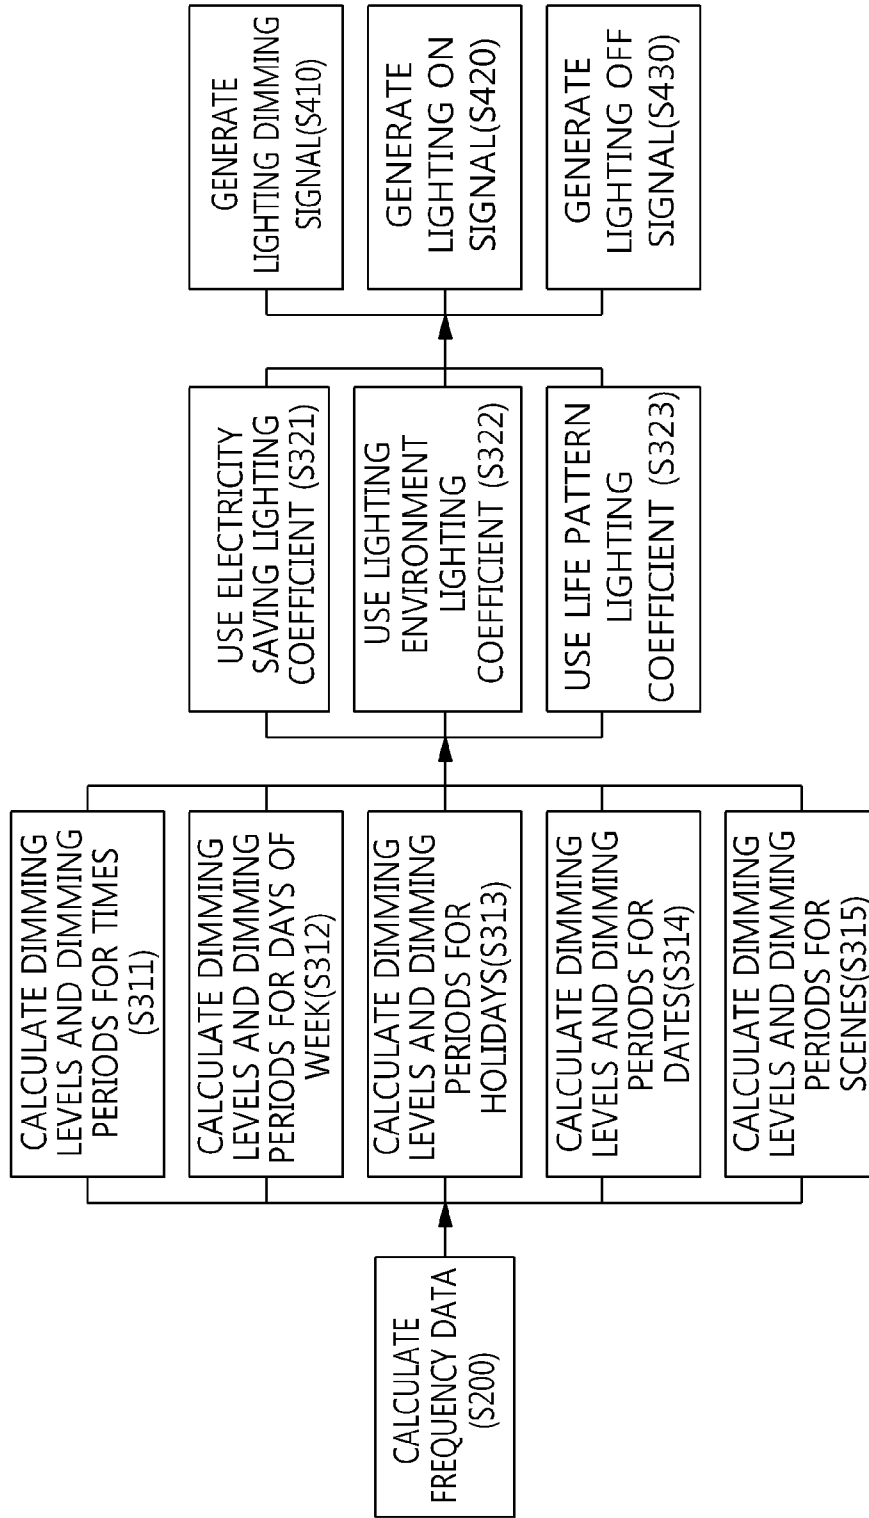 CALCULATE
FREQUENCY DATA
(S200)
CALCULATE DIMMING
LEVELS AND DIMMING
PERIODS FOR TIMES
(S311)
CALCULATE DIMMING
LEVELS AND DIMMING
PERIODS FOR DAYS OF
WEEK(S312)
CALCULATE DIMMING
LEVELS AND DIMMING
PERIODS FOR
HOLIDAYS(S313)
CALCULATE DIMMING
LEVELS AND DIMMING
PERIODS FOR
DATES(S314)
CALCULATE DIMMING
LEVELS AND DIMMING
PERIODS FOR
SCENES(S315)
USE ELECTRICITY
SAVING LIGHTING
COEFFICIENT (S321)
USE LIGHTING
ENVIRONMENT
LIGHTING
COEFFICIENT (S322)
USE LIFE PATTERN
LIGHTING
COEFFICIENT (S323)
GENERATE
LIGHTING DIMMING
SIGNAL(S410)
GENERATE
LIGHTING ON
SIGNAL(S420)
GENERATE
LIGHTING OFF
SIGNAL(S430)